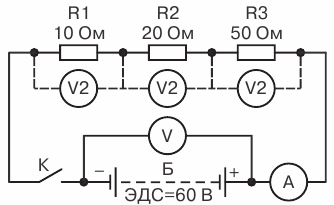 R1 R2 R3
10 Ом 20 Ом 50 Ом
V2 V2 V2
V
К − Б + А
ЭДС=60 В